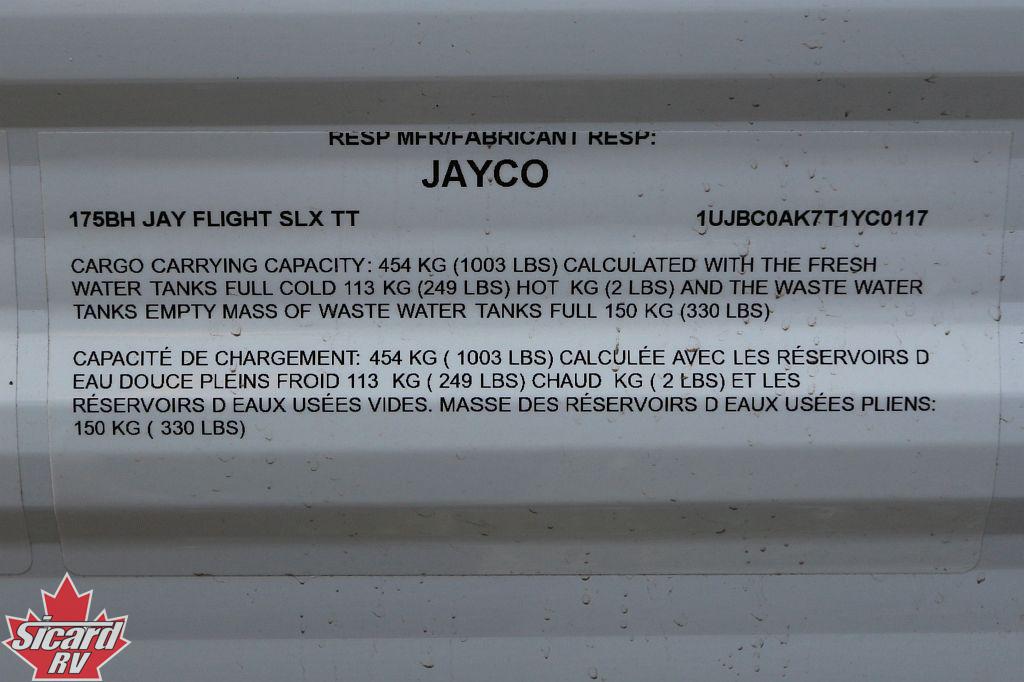 RESP MFR/FABRICANT RESP:
JAYCO
175BH JAY FLIGHT SLX TT 1UJBC0AK7T1YC0117
CARGO CARRYING CAPACITY: 454 KG (1003 LBS) CALCULATED WITH THE FRESH
WATER TANKS FULL COLD 113 KG (249 LBS) HOT KG (2 LBS) AND THE WASTE WATER
TANKS EMPTY MASS OF WASTE WATER TANKS FULL 150 KG (330 LBS)
CAPACITÉ DE CHARGEMENT: 454 KG ( 1003 LBS) CALCULÉE AVEC LES RÉSERVOIRS D
EAU DOUCE PLEINS FROID 113 KG ( 249 LBS) CHAUD KG ( 2 LBS) ET LES
RÉSERVOIRS D EAUX USÉES VIDES. MASSE DES RÉSERVOIRS D EAUX USÉES PLIENS:
150 KG ( 330 LBS)
Sicard
RV